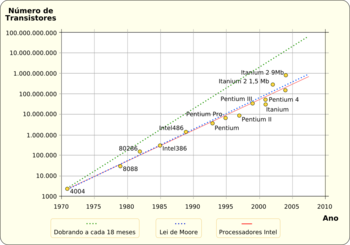 Número de
Transistores
100.000.000.000
10.000.000.000
1.000.000.000
100.000.000
10.000.000
1.000.000
100.000
10.000
1000
Itanium 2 9Mb
Itanium 2 1,5 Mb
Pentium III
Pentium 4
Itanium
Pentium Pro
Pentium II
Pentium
Intel486
Intel386
80286
8088
4004
1970
1975
1980
1985
1990
1995
2000
2005
2010
Ano
Dobrando a cada 18 meses
Lei de Moore
Processadores Intel